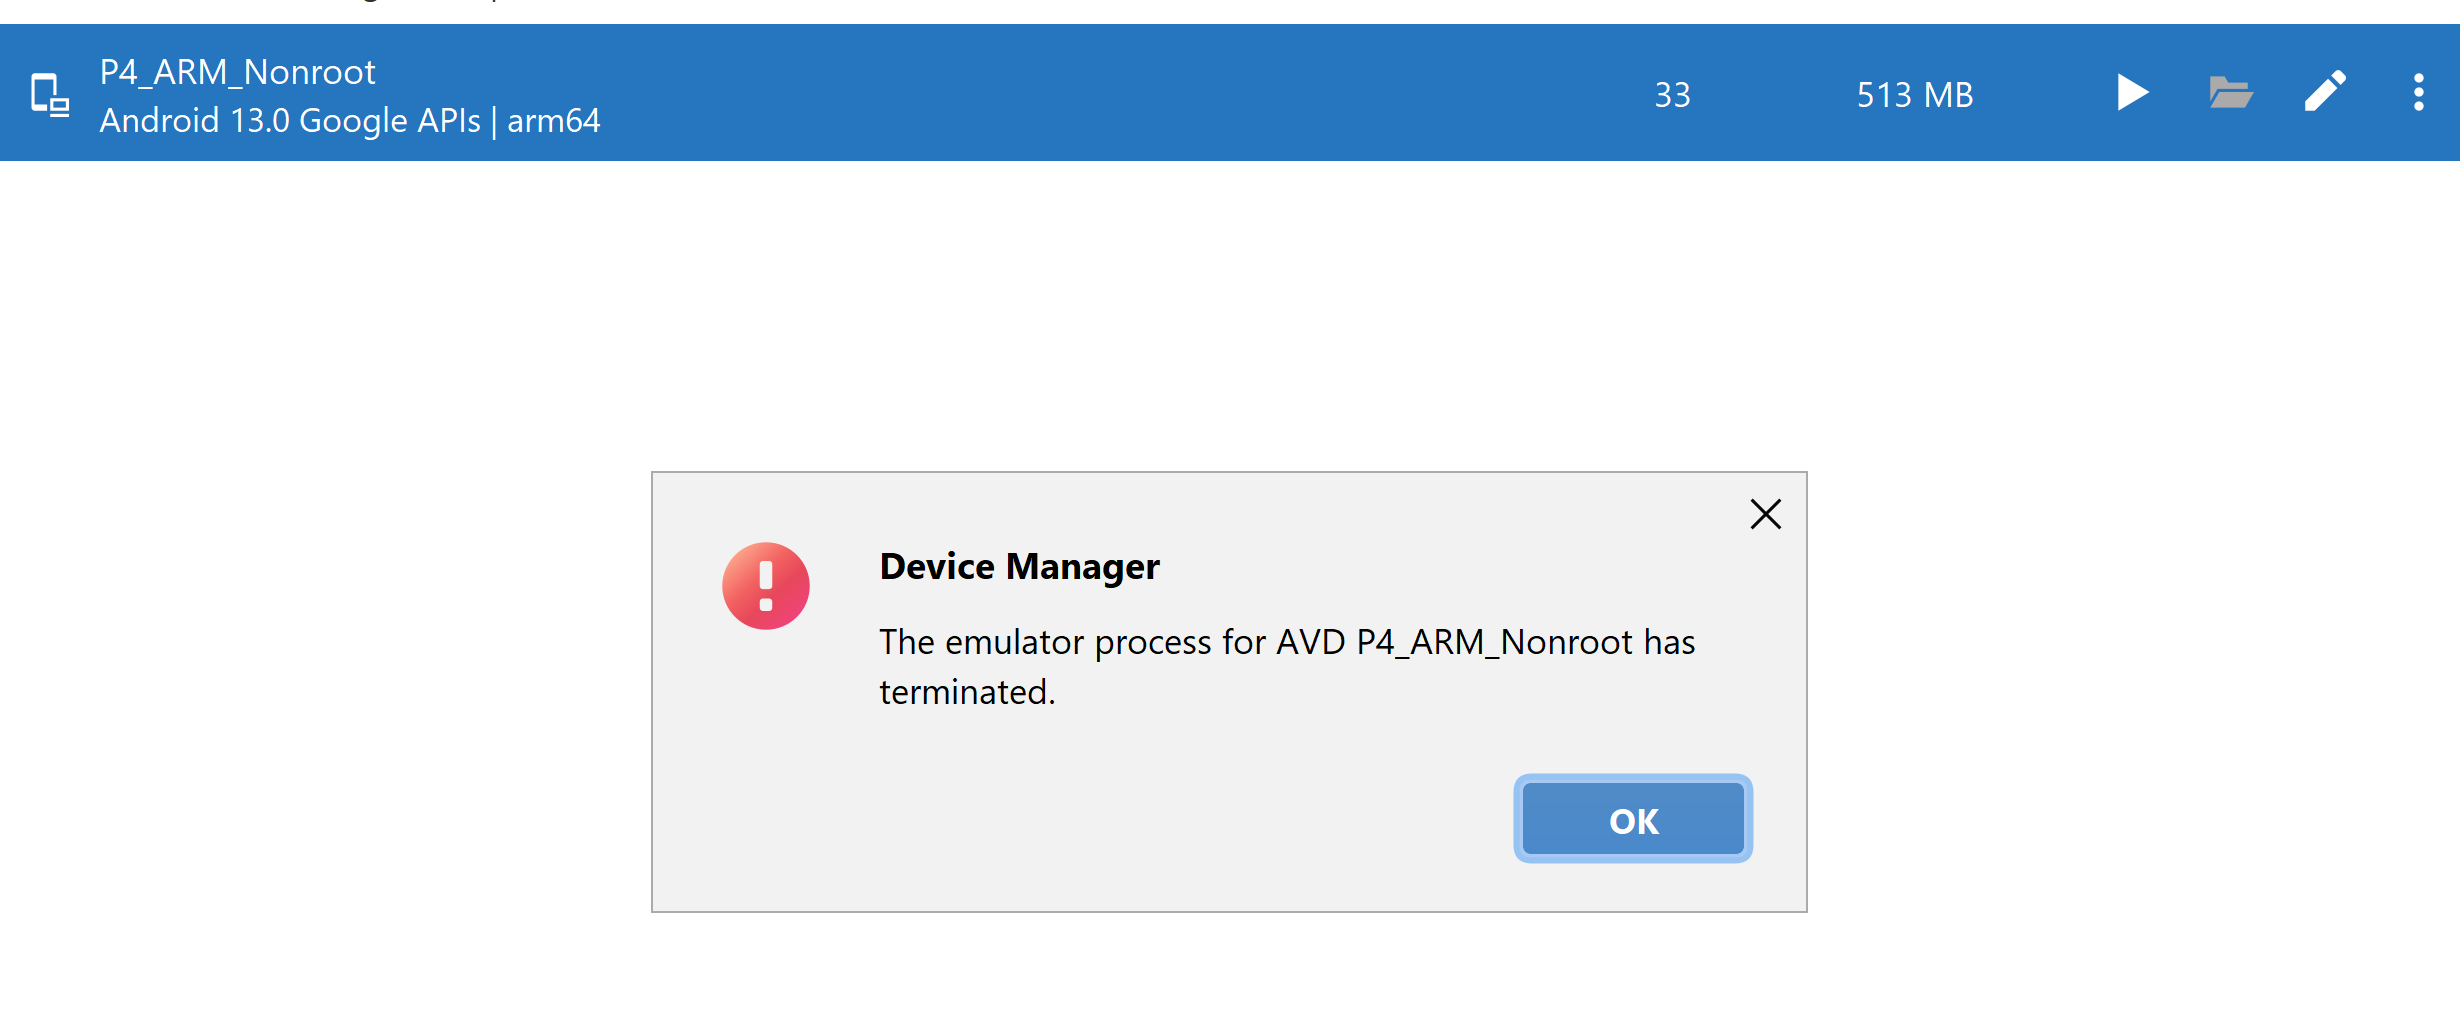 P4_ARM_Nonroot
Android 13.0 Google APIs | arm64
33
513 MB
Device Manager
The emulator process for AVD P4_ARM_Nonroot has
terminated.
OK